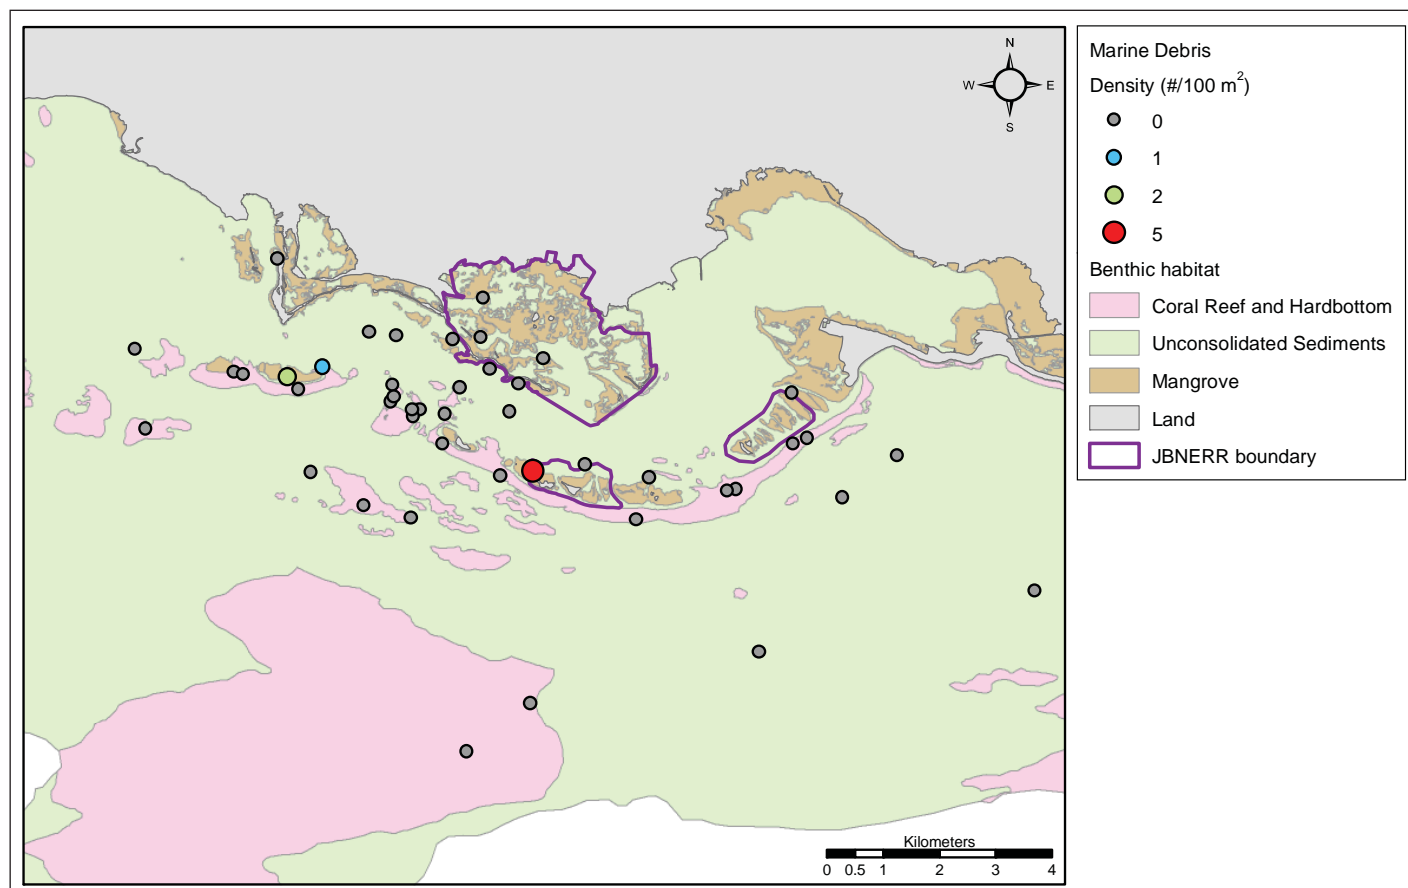 N
W E
S
Kilometers
0 0.5 1 2 3 4
Marine Debris
Density (#/100 m²)
0
1
2
5
Benthic habitat
Coral Reef and Hardbottom
Unconsolidated Sediments
Mangrove
Land
JBNERR boundary